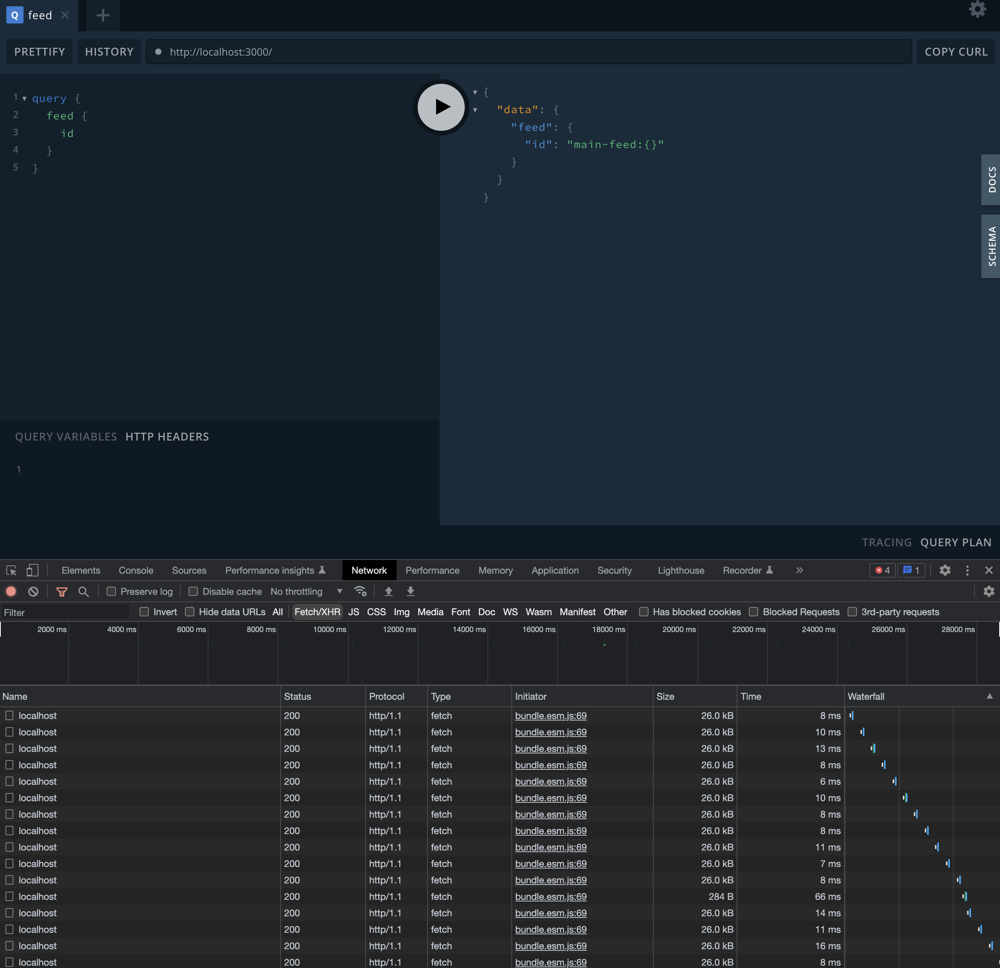 Q feed
PRETTIFY HISTORY http://localhost:3000/ COPY CURL
1 query {
2 feed {
3 id
4 }
5 }
{
"data": {
"feed": {
"id": "main-feed:{}"
}
}
}
DOCS
SCHEMA
QUERY VARIABLES HTTP HEADERS
1
TRACING QUERY PLAN
Elements Console Sources Performance insights Network Performance Memory Application Security Lighthouse Recorder 4 1
Preserve log Disable cache No throttling
Filter Invert Hide data URLs All Fetch/XHR JS CSS Img Media Font Doc WS Wasm Manifest Other Has blocked cookies Blocked Requests 3rd-party requests
2000 ms 4000 ms 6000 ms 8000 ms 10000 ms 12000 ms 14000 ms 16000 ms 18000 ms 20000 ms 22000 ms 24000 ms 26000 ms 28000 ms
Name Status Protocol Type Initiator Size Time Waterfall
localhost 200 http/1.1 fetch bundle.esm.js:69 26.0 kB 8 ms
localhost 200 http/1.1 fetch bundle.esm.js:69 26.0 kB 10 ms
localhost 200 http/1.1 fetch bundle.esm.js:69 26.0 kB 13 ms
localhost 200 http/1.1 fetch bundle.esm.js:69 26.0 kB 8 ms
localhost 200 http/1.1 fetch bundle.esm.js:69 26.0 kB 6 ms
localhost 200 http/1.1 fetch bundle.esm.js:69 26.0 kB 10 ms
localhost 200 http/1.1 fetch bundle.esm.js:69 26.0 kB 8 ms
localhost 200 http/1.1 fetch bundle.esm.js:69 26.0 kB 8 ms
localhost 200 http/1.1 fetch bundle.esm.js:69 26.0 kB 11 ms
localhost 200 http/1.1 fetch bundle.esm.js:69 26.0 kB 7 ms
localhost 200 http/1.1 fetch bundle.esm.js:69 26.0 kB 8 ms
localhost 200 http/1.1 fetch bundle.esm.js:69 284 B 66 ms
localhost 200 http/1.1 fetch bundle.esm.js:69 26.0 kB 14 ms
localhost 200 http/1.1 fetch bundle.esm.js:69 26.0 kB 11 ms
localhost 200 http/1.1 fetch bundle.esm.js:69 26.0 kB 16 ms
localhost 200 http/1.1 fetch bundle.esm.js:69 26.0 kB 8 ms